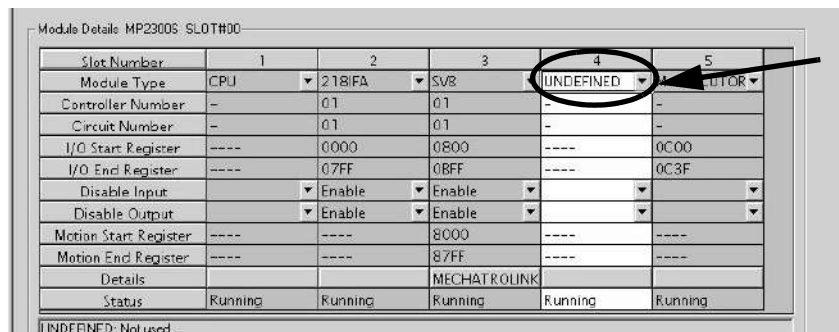 Module Details MP2300S SLOT#00
Slot Number 1 2 3 4 5
Module Type CPU 218IFA SVB UNDEFINED
Controller Number - 01 01 - -
Circuit Number - 01 01 - -
I/O Start Register ---- 0000 0800 ---- 0C00
I/O End Register ---- 07FF 0BFF ---- 0C3F
Disable Input Enable Enable
Disable Output Enable Enable
Motion Start Register ---- ---- 8000 ---- ----
Motion End Register ---- ---- 87FF ---- ----
Details MECHATROLINK
Status Running Running Running Running Running
UNDEFINED: Not used